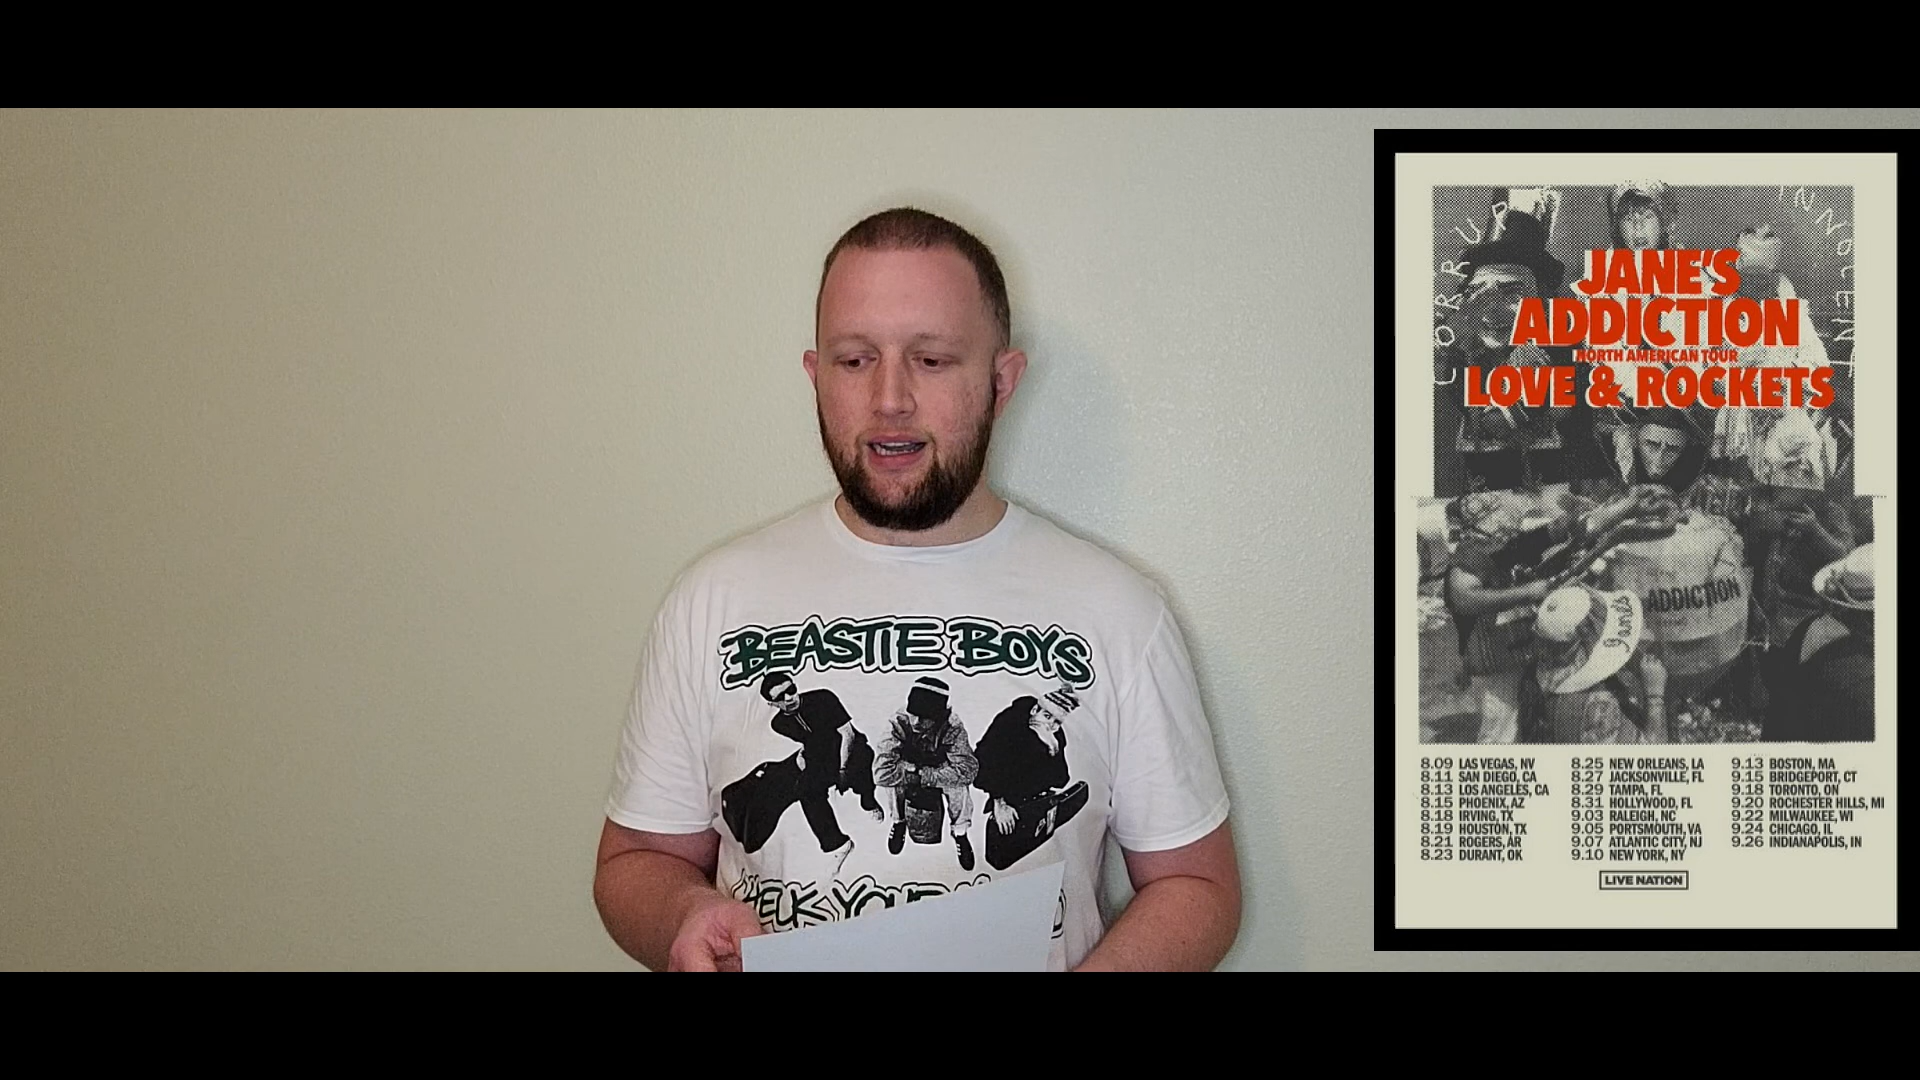 BEASTIE BOYS
CORRUPT INNOCENT
JANE'S
ADDICTION
NORTH AMERICAN TOUR
LOVE & ROCKETS
ADDICTION
Jane's
8.09 LAS VEGAS, NV
8.11 SAN DIEGO, CA
8.13 LOS ANGELES, CA
8.15 PHOENIX, AZ
8.18 IRVING, TX
8.19 HOUSTON, TX
8.21 ROGERS, AR
8.23 DURANT, OK
8.25 NEW ORLEANS, LA
8.27 JACKSONVILLE, FL
8.29 TAMPA, FL
8.31 HOLLYWOOD, FL
9.03 RALEIGH, NC
9.05 PORTSMOUTH, VA
9.07 ATLANTIC CITY, NJ
9.10 NEW YORK, NY
9.13 BOSTON, MA
9.15 BRIDGEPORT, CT
9.18 TORONTO, ON
9.20 ROCHESTER HILLS, MI
9.22 MILWAUKEE, WI
9.24 CHICAGO, IL
9.26 INDIANAPOLIS, IN
LIVE NATION